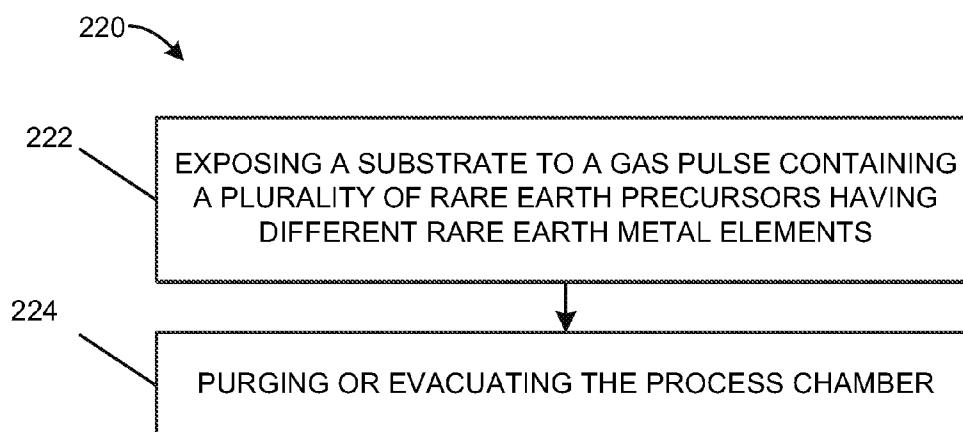 220
222
EXPOSING A SUBSTRATE TO A GAS PULSE CONTAINING
A PLURALITY OF RARE EARTH PRECURSORS HAVING
DIFFERENT RARE EARTH METAL ELEMENTS
224
PURGING OR EVACUATING THE PROCESS CHAMBER